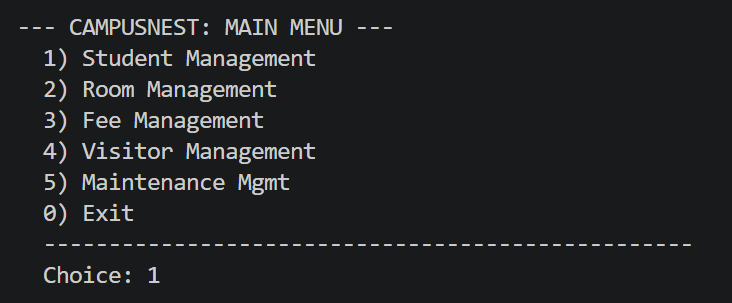 --- CAMPUSNEST: MAIN MENU ---
1) Student Management
2) Room Management
3) Fee Management
4) Visitor Management
5) Maintenance Mgmt
0) Exit
--------------------------------------------------
Choice: 1